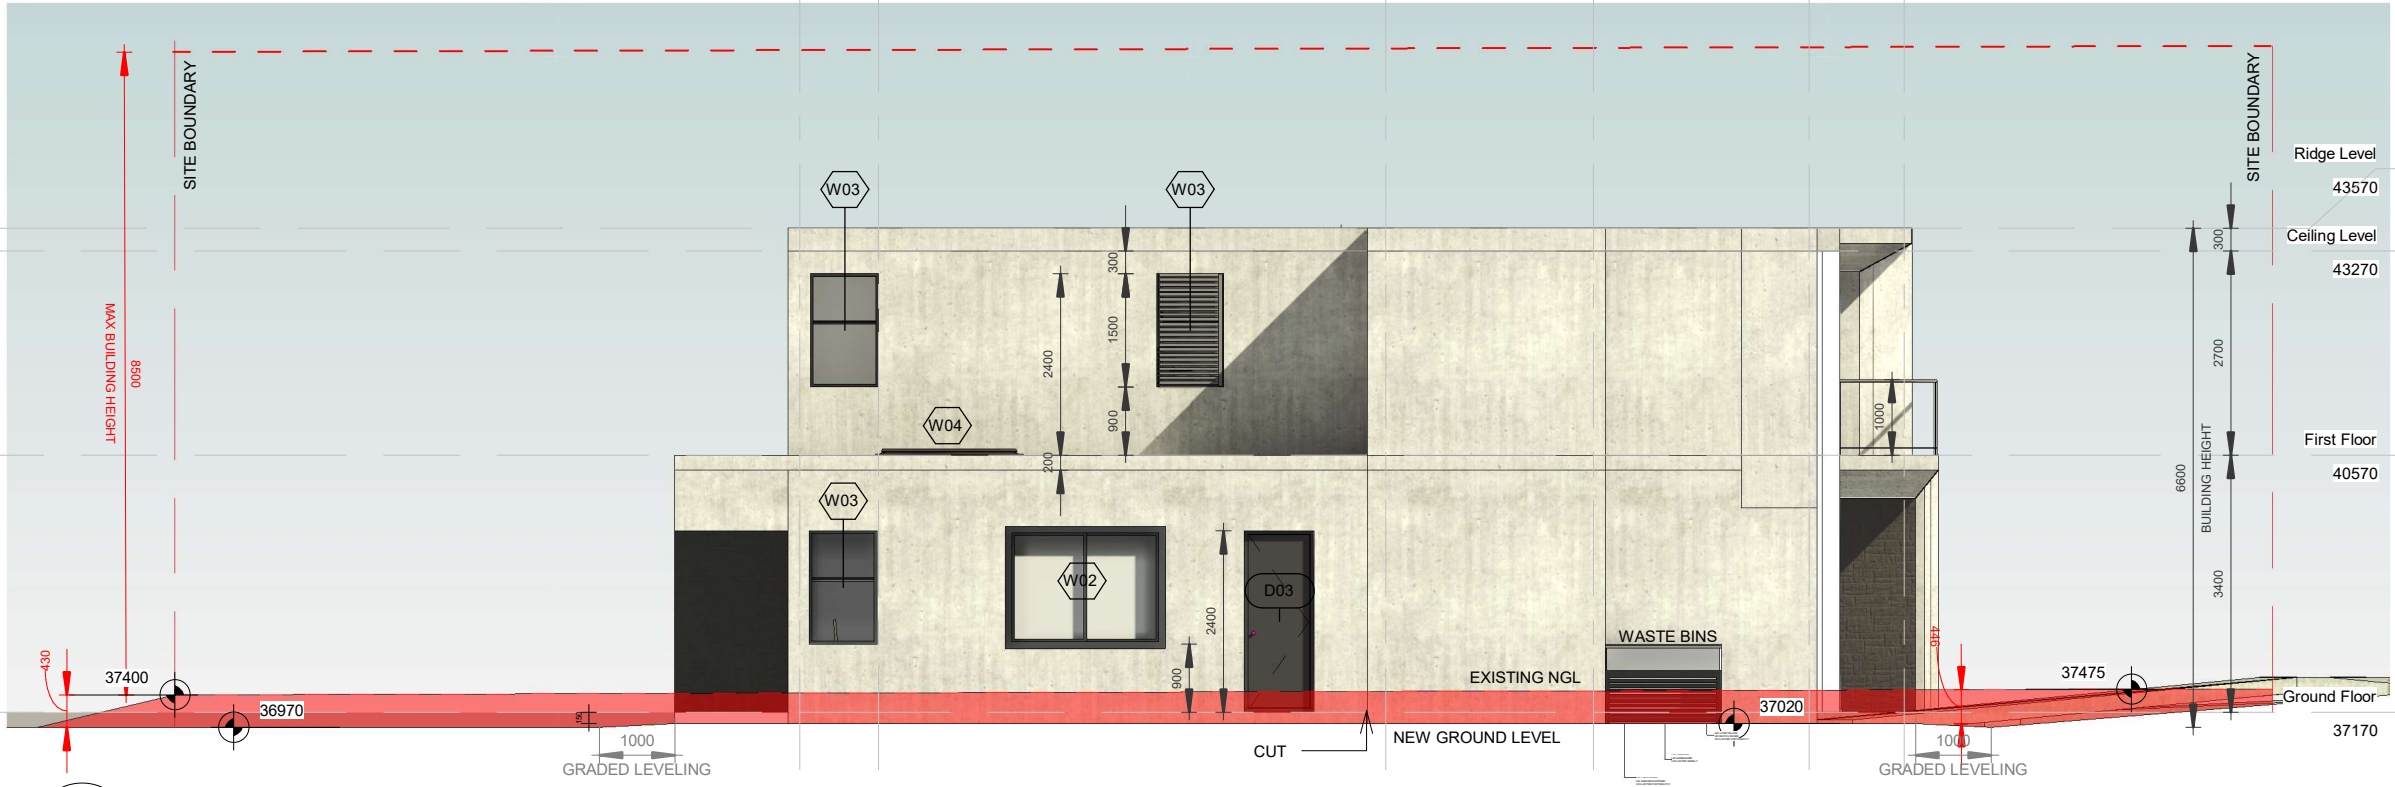 SITE BOUNDARY
SITE BOUNDARY
Ridge Level
43570
W03
W03
300
Ceiling Level
43270
300
1500
2400
2700
MAX BUILDING HEIGHT
8500
900
1000
W04
First Floor
40570
200
6600
BUILDING HEIGHT
W03
W02
D03
2400
3400
WASTE BINS
446
430
37400
900
EXISTING NGL
37475
Ground Floor
36970
150
37020
37170
1000
GRADED LEVELING
CUT
NEW GROUND LEVEL
1000
GRADED LEVELING